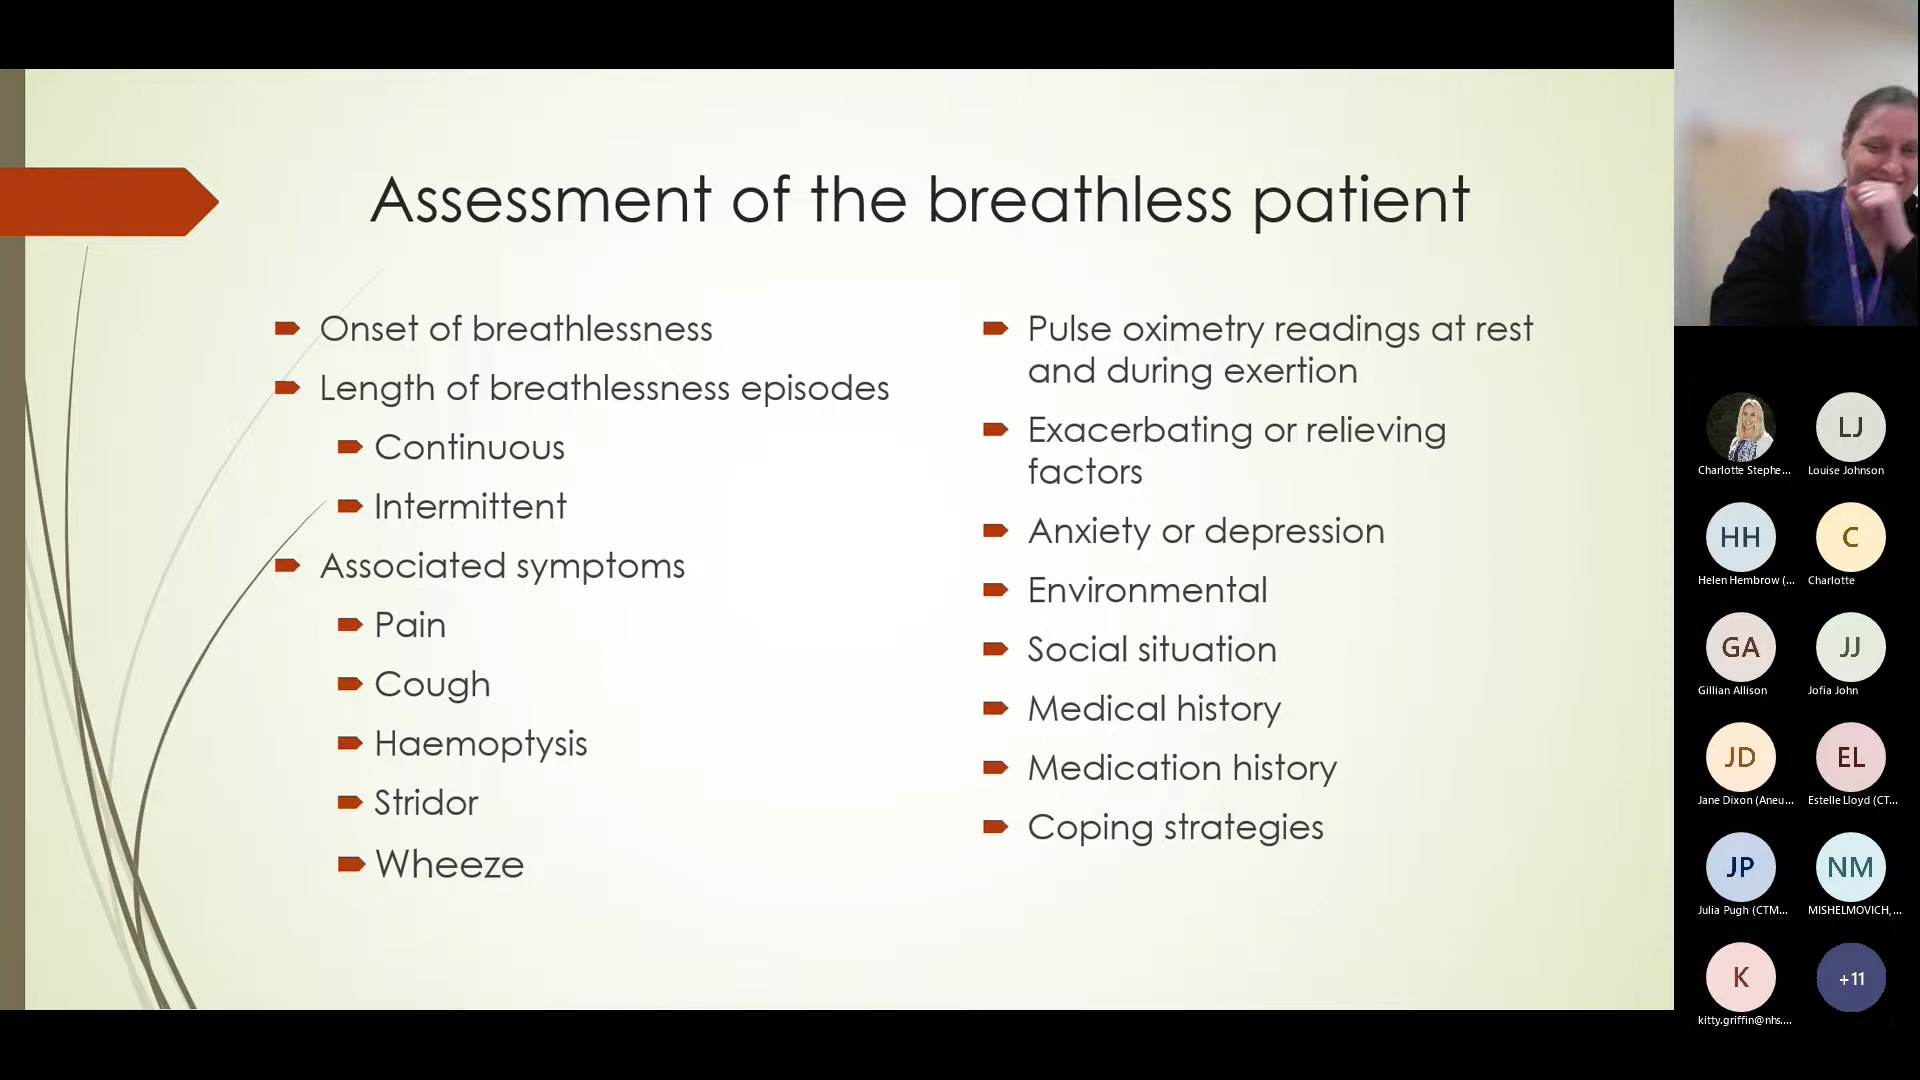 Assessment of the breathless patient
Onset of breathlessness
Length of breathlessness episodes
Continuous
Intermittent
Associated symptoms
Pain
Cough
Haemoptysis
Stridor
Wheeze
Pulse oximetry readings at rest
and during exertion
Exacerbating or relieving
factors
Anxiety or depression
Environmental
Social situation
Medical history
Medication history
Coping strategies
Charlotte Stephe...
LJ
Louise Johnson
HH
Helen Hembrow (...
C
Charlotte
GA
Gillian Allison
JJ
Jofia John
JD
Jane Dixon (Aneu...
EL
Estelle Lloyd (CT...
JP
Julia Pugh (CTM...
NM
MISHELMOVICH,...
K
kitty.griffin@nhs....
+11